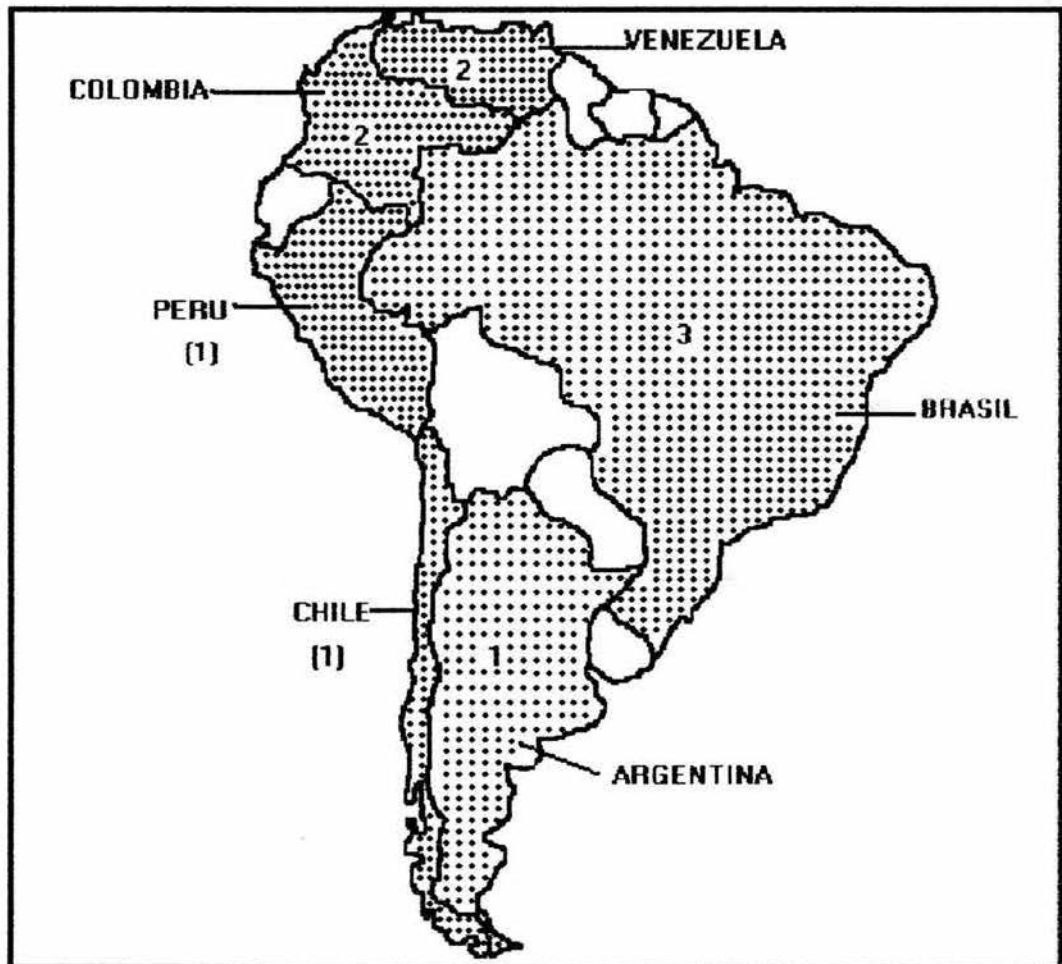 VENEZUELA
2
COLOMBIA
2
PERU
(1)
3
BRASIL
CHILE
(1)
1
ARGENTINA